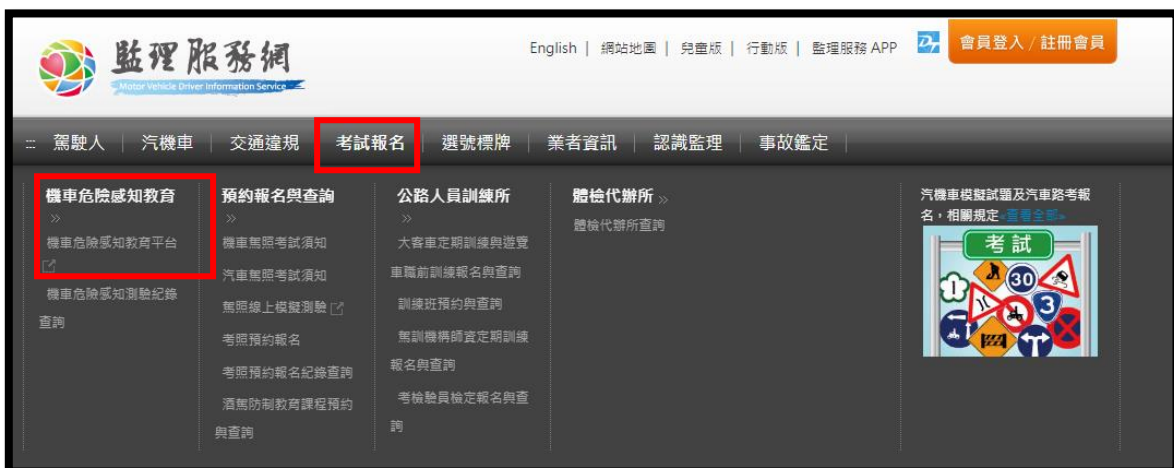 English | 網站地圖 | 兒童版 | 行動版 | 監理服務 APP
會員登入 / 註冊會員
監理服務網
Motor Vehicle Driver Information Service
::: 駕駛人 | 汽機車 | 交通違規 | 考試報名 | 選號標牌 | 業者資訊 | 認識監理 | 事故鑑定
機車危險感知教育
»
機車危險感知教育平台
機車危險感知測驗紀錄
查詢
預約報名與查詢
»
機車駕照考試須知
汽車駕照考試須知
駕照線上模擬測驗
考照預約報名
考照預約報名紀錄查詢
酒駕防制教育課程預約
與查詢
公路人員訓練所
»
大客車定期訓練與遊覽
車職前訓練報名與查詢
訓練班預約與查詢
駕訓機構師資定期訓練
報名與查詢
考檢驗員檢定報名與查
詢
體檢代辦所 »
體檢代辦所查詢
汽機車模擬試題及汽車路考報
名，相關規定«查看全部»
考試
30
1
3